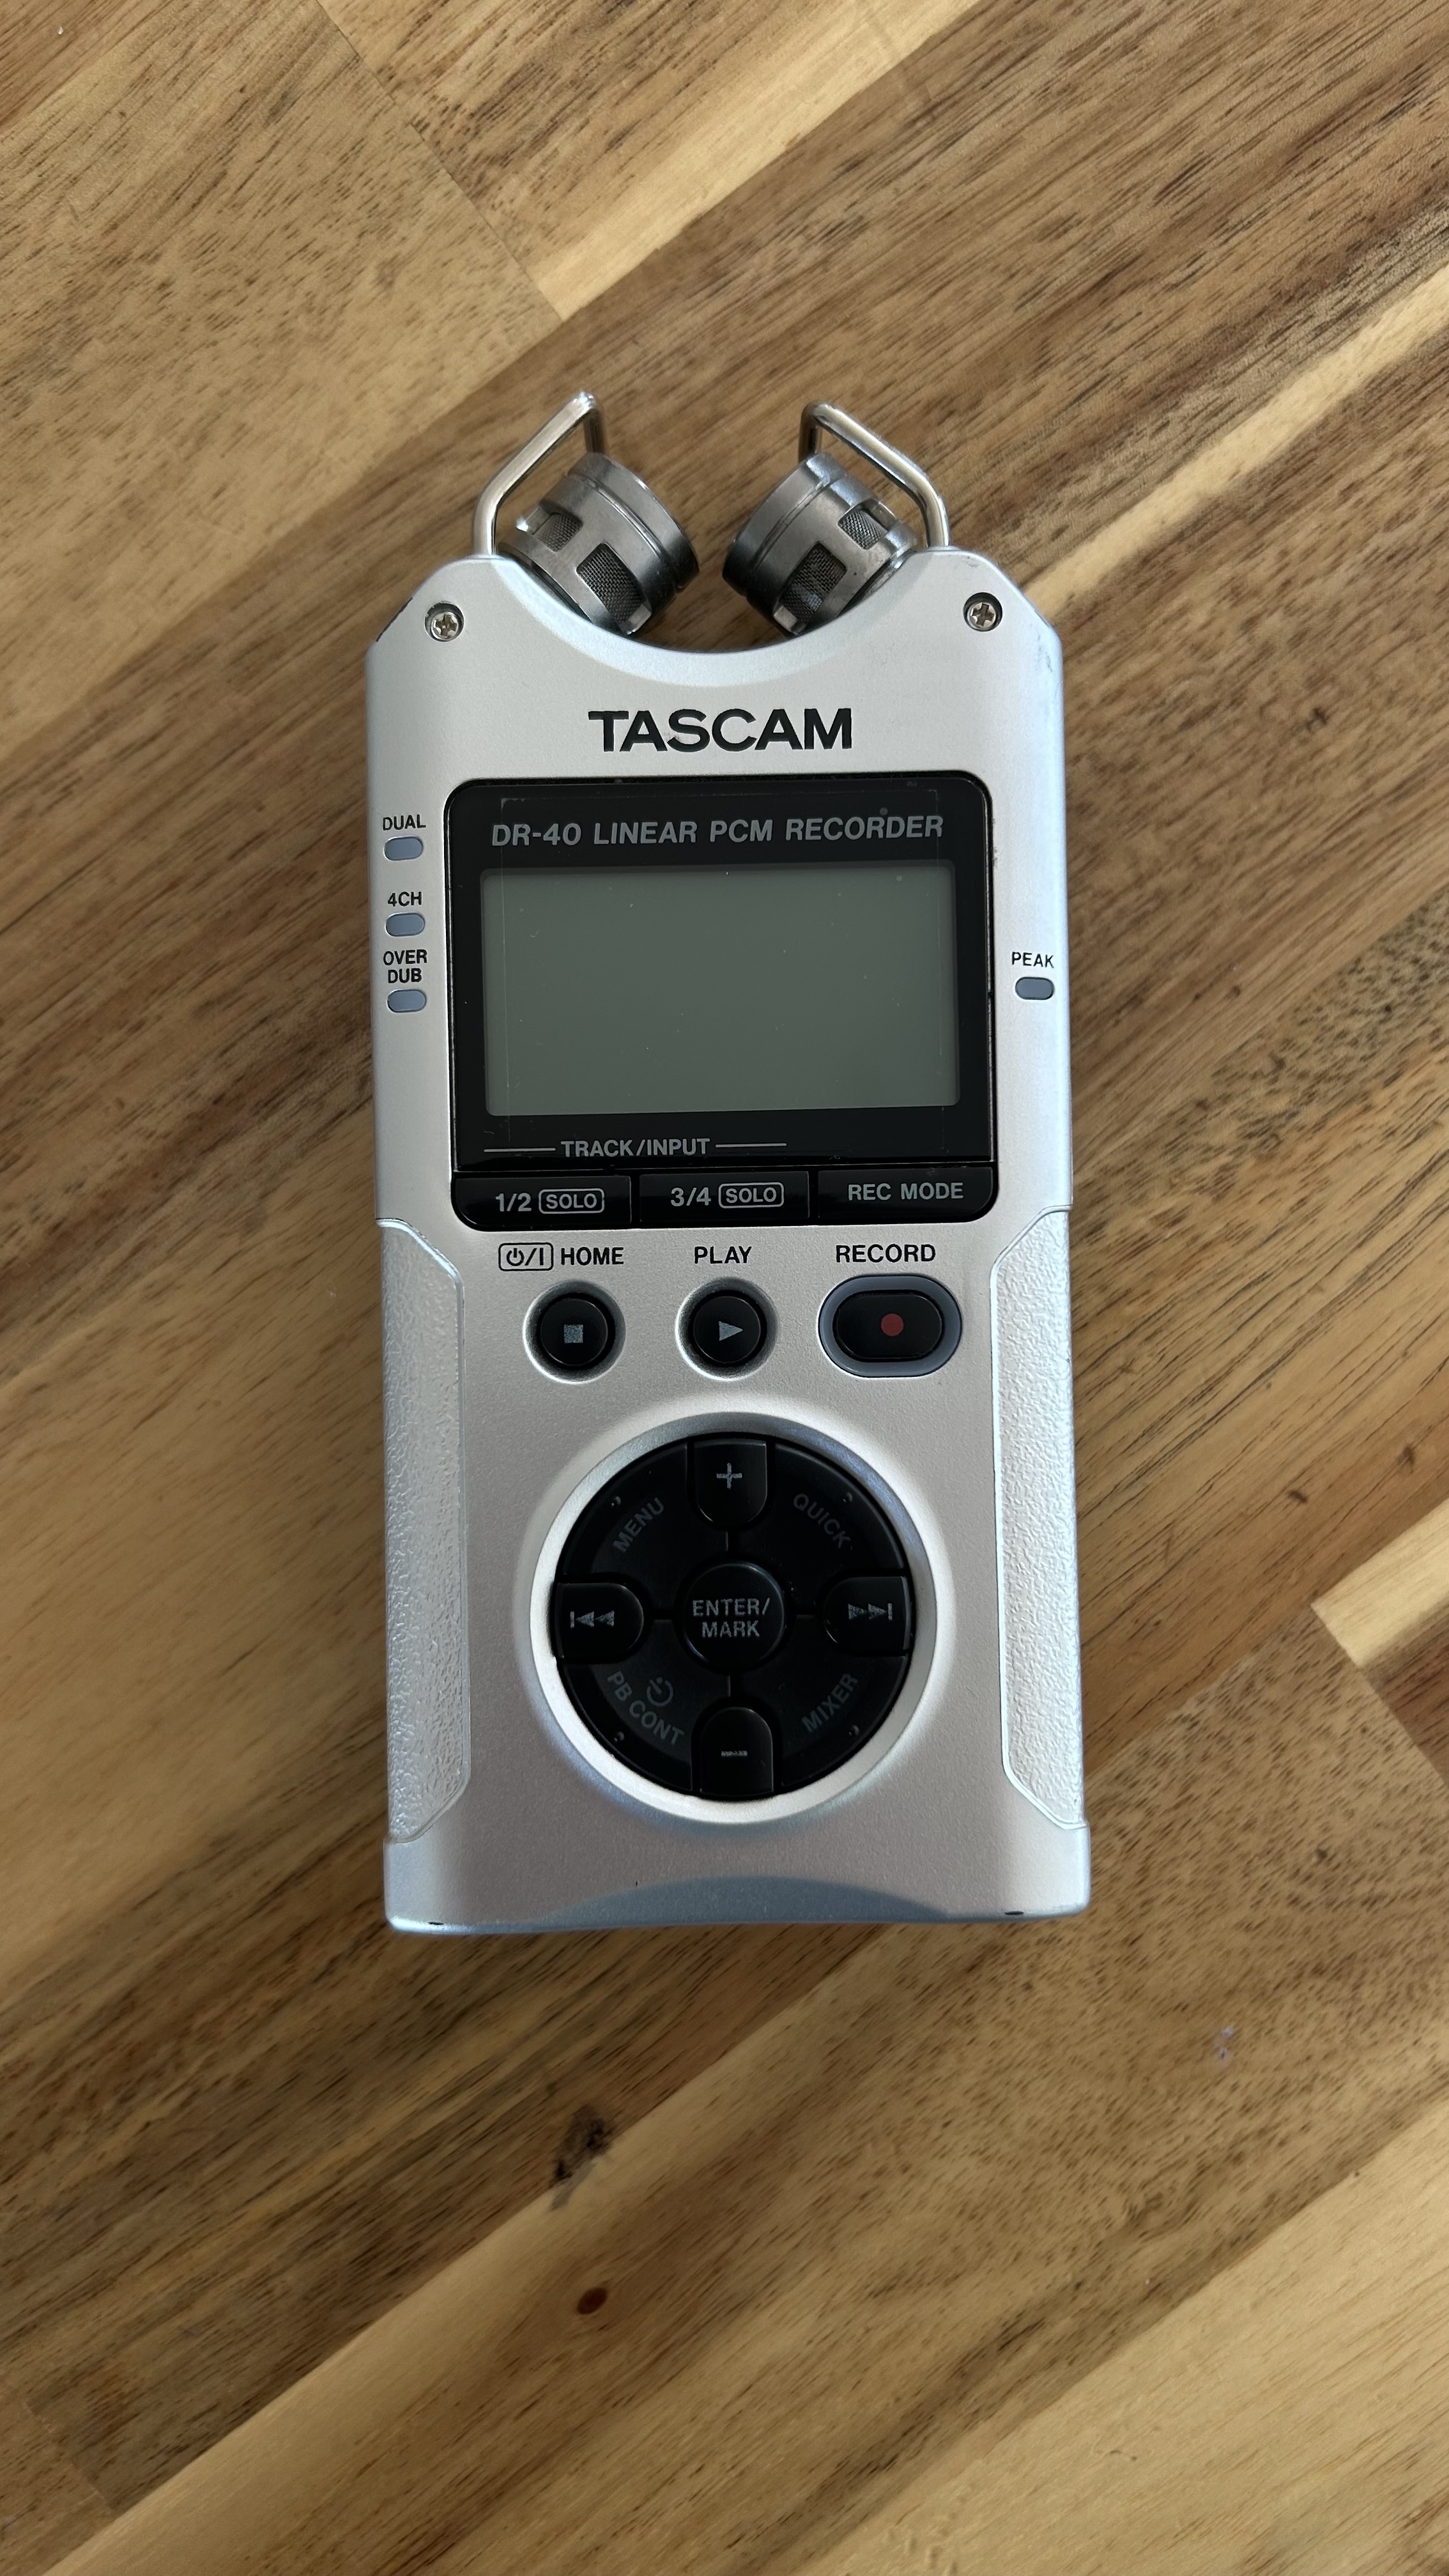 TASCAM
DR-40 LINEAR PCM RECORDER
DUAL
4CH
OVER
DUB
PEAK
TRACK/INPUT
1/2 SOLO 3/4 SOLO REC MODE
⏻/I HOME PLAY RECORD
+
MENU QUICK
ENTER/
MARK
PB CONT MIXER
−